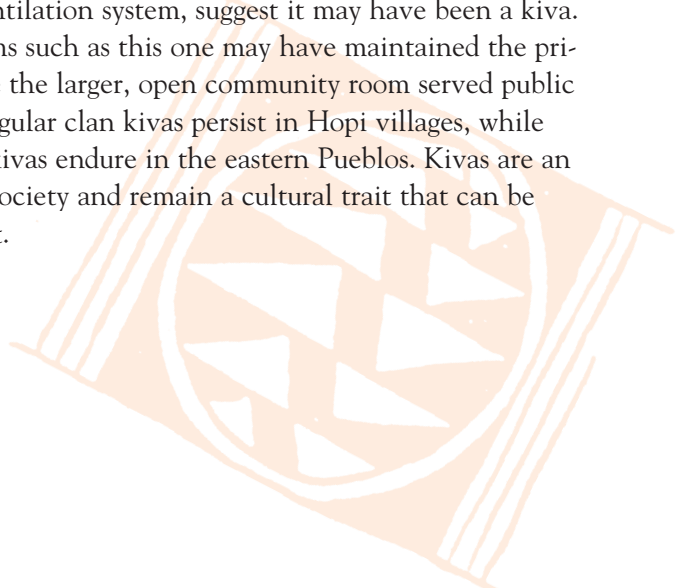 ntilation system, suggest it may have been a kiva.
ns such as this one may have maintained the pri-
the larger, open community room served public
gular clan kivas persist in Hopi villages, while
kivas endure in the eastern Pueblos. Kivas are an
ociety and remain a cultural trait that can be
t.